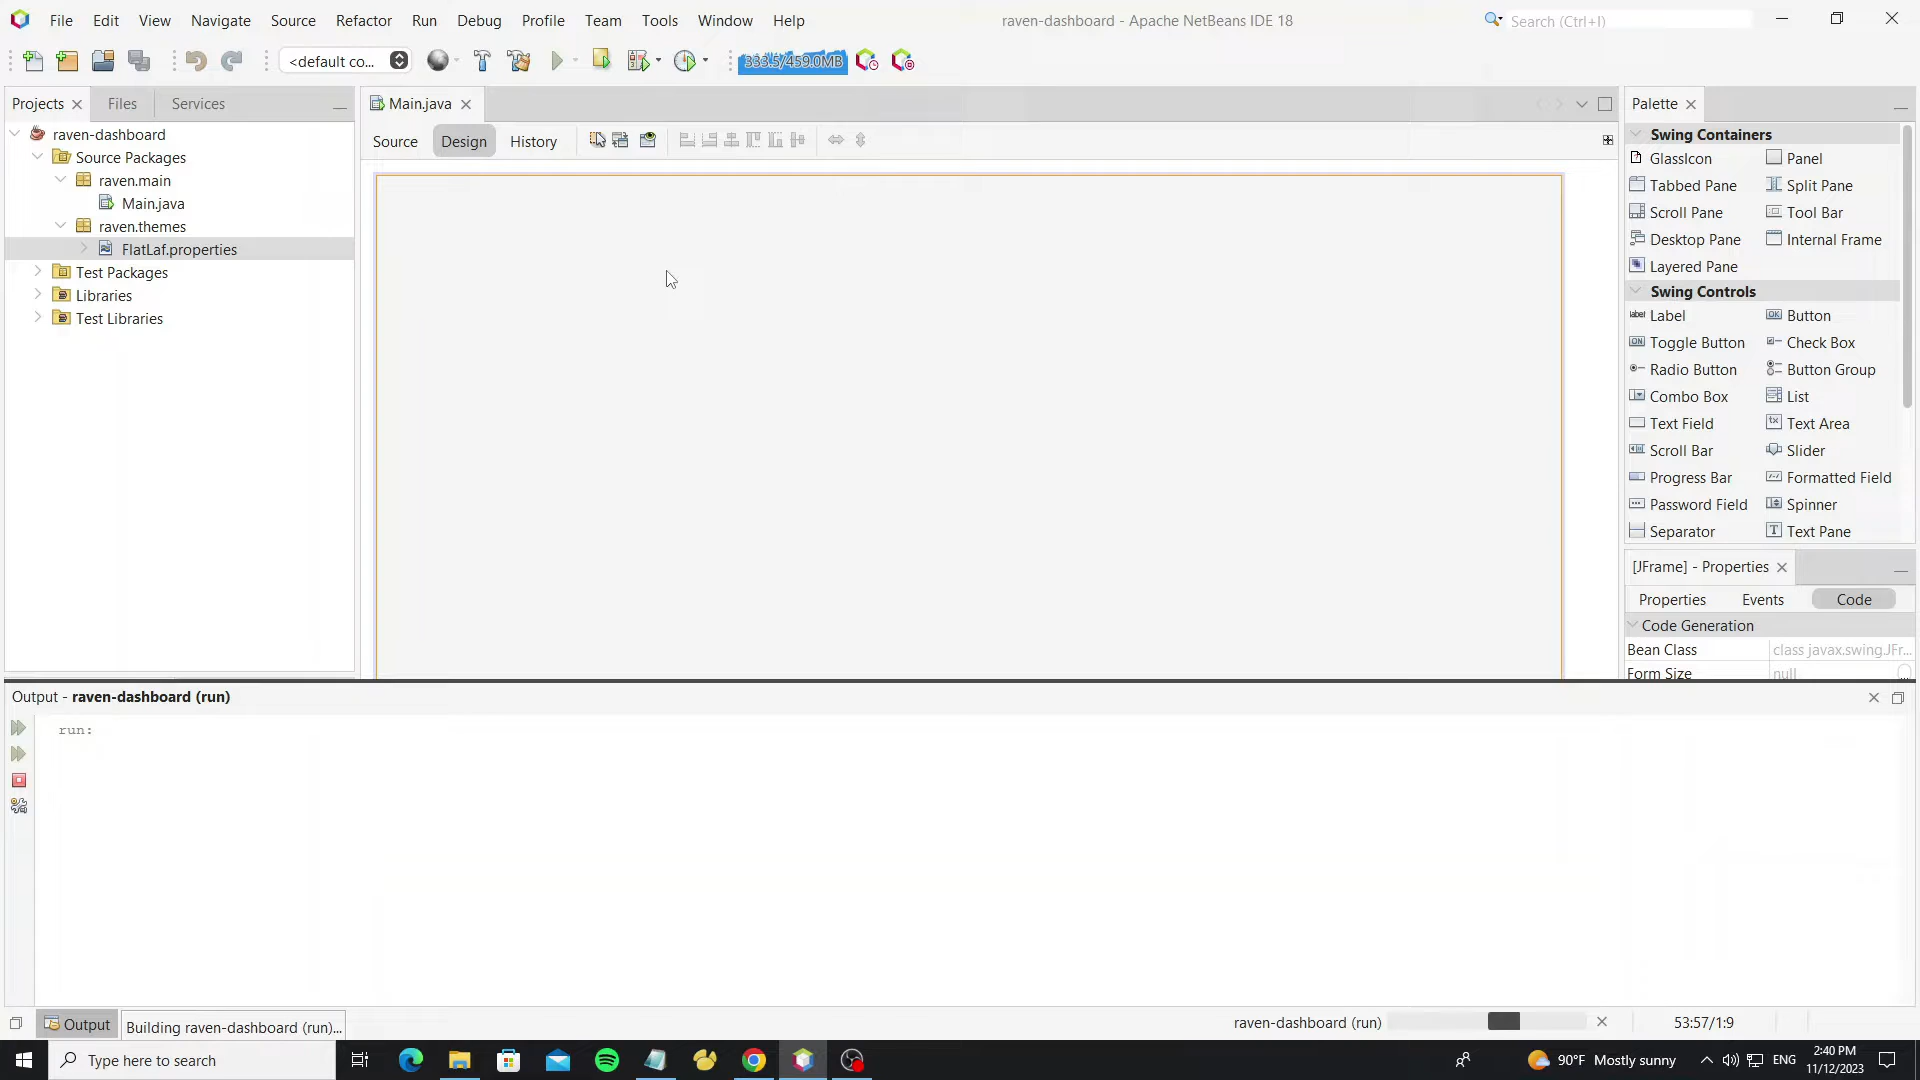 File Edit View Navigate Source Refactor Run Debug Profile Team Tools Window Help
raven-dashboard - Apache NetBeans IDE 18
Search (Ctrl+I)
<default co...
333.5/459.0MB
Projects Files Services
raven-dashboard
Source Packages
raven.main
Main.java
raven.themes
FlatLaf.properties
Test Packages
Libraries
Test Libraries
Main.java
Source Design History
Palette
Swing Containers
GlassIcon Panel
Tabbed Pane Split Pane
Scroll Pane Tool Bar
Desktop Pane Internal Frame
Layered Pane
Swing Controls
Label Button
Toggle Button Check Box
Radio Button Button Group
Combo Box List
Text Field Text Area
Scroll Bar Slider
Progress Bar Formatted Field
Password Field Spinner
Separator Text Pane
[JFrame] - Properties
Properties Events Code
Code Generation
Bean Class class javax.swing.JFr...
Form Size null
Output - raven-dashboard (run)
run:
Output
Building raven-dashboard (run)...
raven-dashboard (run)
53:57/1:9
Type here to search
90°F Mostly sunny
ENG
2:40 PM
11/12/2023